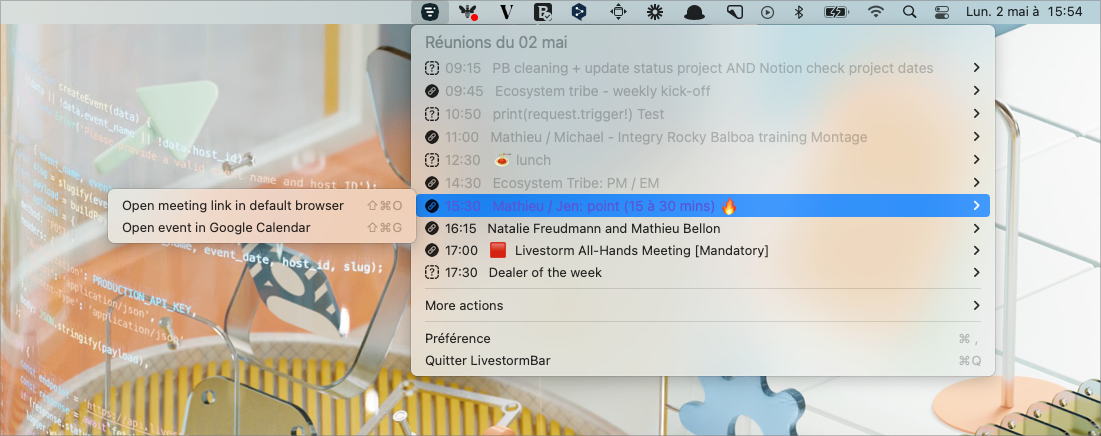 Lun. 2 mai à 15:54
Réunions du 02 mai
09:15 PB cleaning + update status project AND Notion check project dates
09:45 Ecosystem tribe - weekly kick-off
10:50 print(request.trigger!) Test
11:00 Mathieu / Michael - Integry Rocky Balboa training Montage
12:30 🍝 lunch
14:30 Ecosystem Tribe: PM / EM
15:30 Mathieu / Jen: point (15 à 30 mins) 🔥
16:15 Natalie Freudmann and Mathieu Bellon
17:00 🟥 Livestorm All-Hands Meeting [Mandatory]
17:30 Dealer of the week
More actions
Préférence ⌘ ,
Quitter LivestormBar ⌘Q
Open meeting link in default browser ⇧⌘O
Open event in Google Calendar ⇧⌘G
createEvent(data) {
data.event_name || !data.host_id) {
name and host ID');
event_date, host_id, slug);
PRODUCTION_API_KEY,
'application/json',
'application/json'
JSON.stringify(payload),